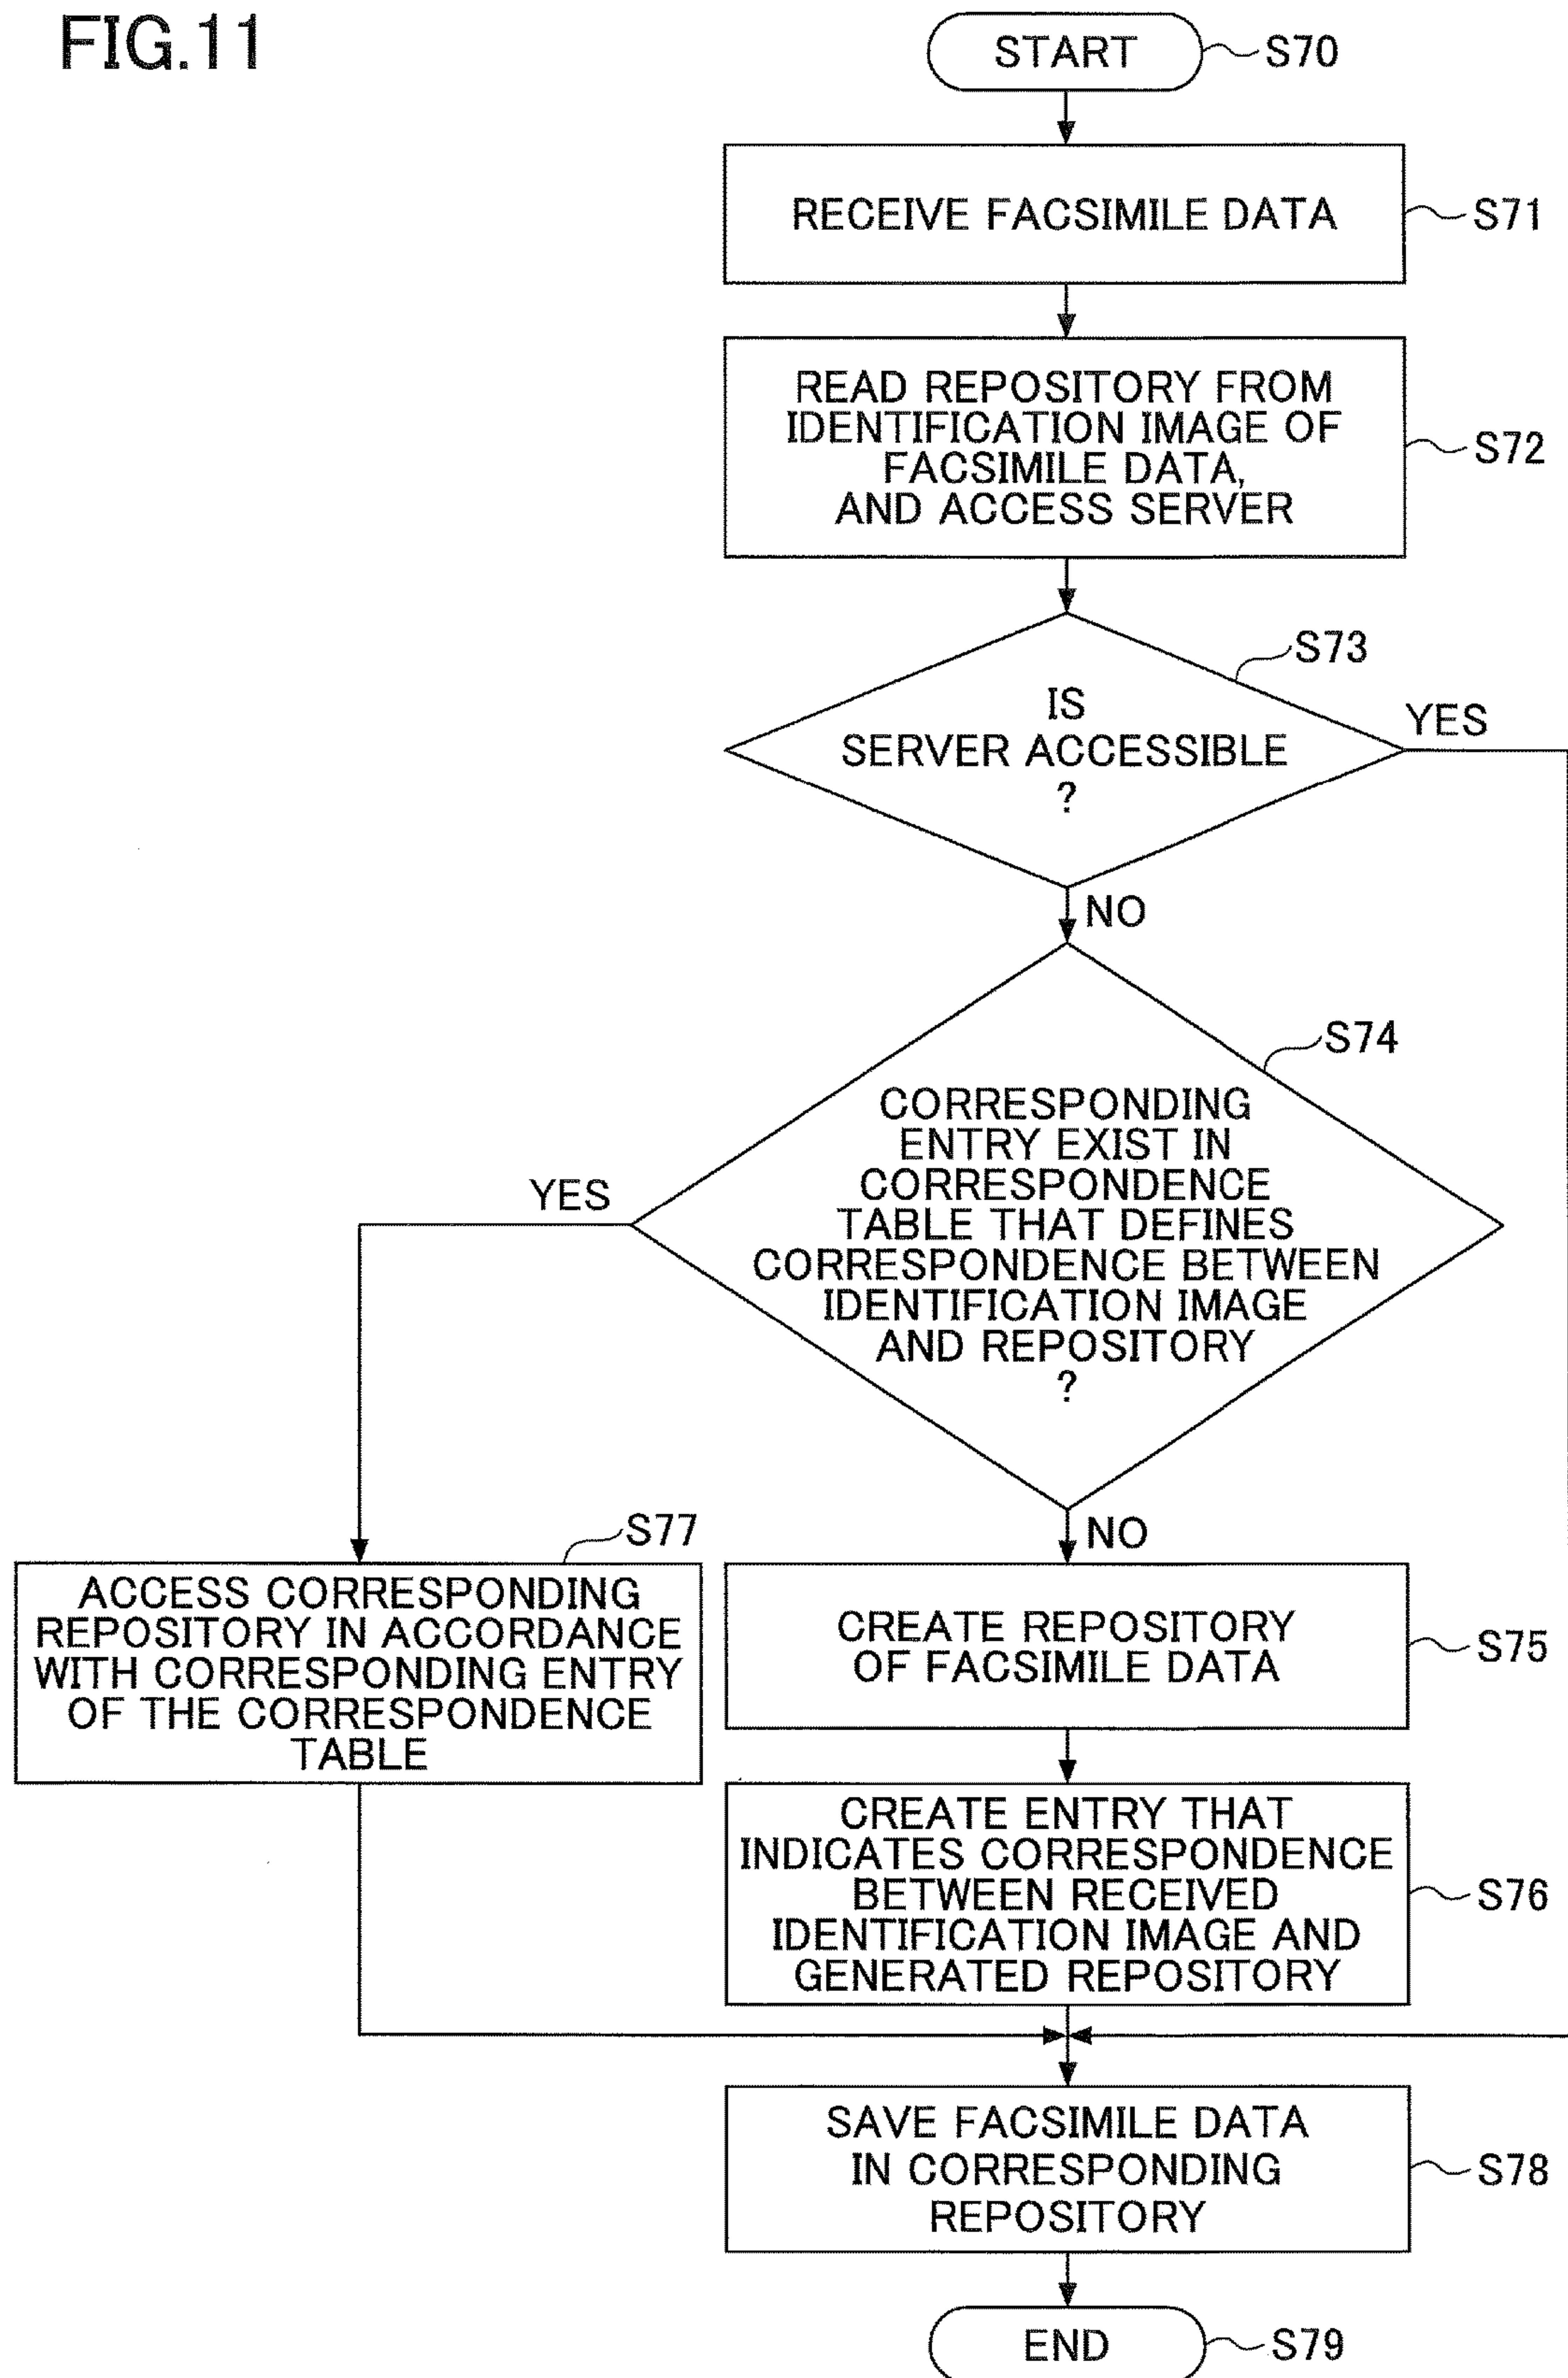 FIG.11
START
S70
RECEIVE FACSIMILE DATA
S71
READ REPOSITORY FROM
IDENTIFICATION IMAGE OF
FACSIMILE DATA,
AND ACCESS SERVER
S72
S73
IS
SERVER ACCESSIBLE
?
YES
NO
S74
CORRESPONDING
ENTRY EXIST IN
CORRESPONDENCE
TABLE THAT DEFINES
CORRESPONDENCE BETWEEN
IDENTIFICATION IMAGE
AND REPOSITORY
?
YES
NO
S77
ACCESS CORRESPONDING
REPOSITORY IN ACCORDANCE
WITH CORRESPONDING ENTRY
OF THE CORRESPONDENCE
TABLE
CREATE REPOSITORY
OF FACSIMILE DATA
S75
CREATE ENTRY THAT
INDICATES CORRESPONDENCE
BETWEEN RECEIVED
IDENTIFICATION IMAGE AND
GENERATED REPOSITORY
S76
SAVE FACSIMILE DATA
IN CORRESPONDING
REPOSITORY
S78
END
S79